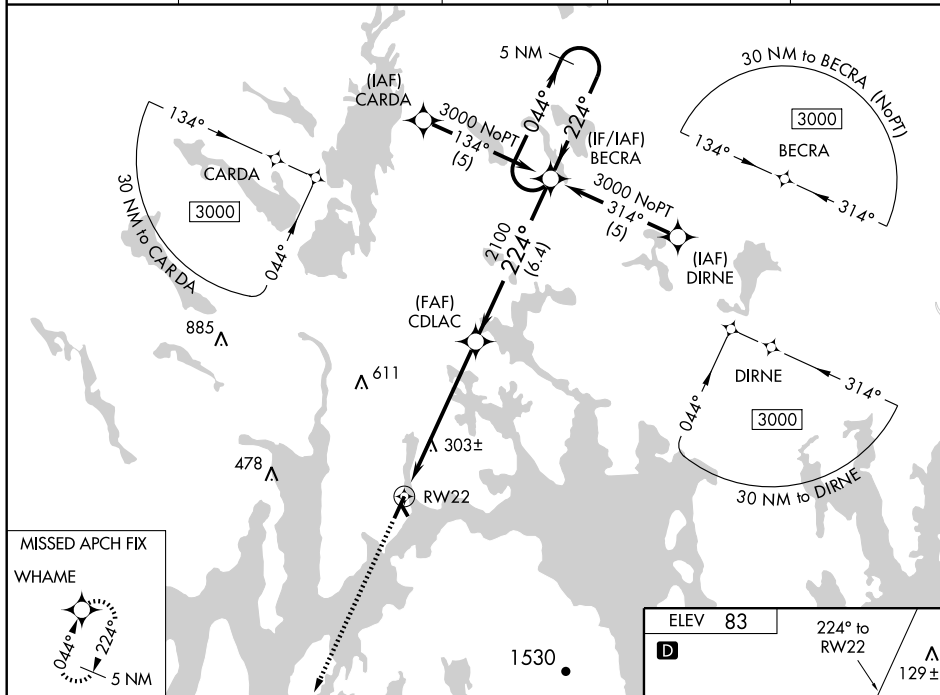 5 NM
044°
224°
(IAF)
CARDA
3000 NoPT
134°
(5)
(IF/IAF)
BECRA
3000 NoPT
314°
(5)
(IAF)
DIRNE
134°
CARDA
3000
044°
30 NM to CARDA
30 NM to BECRA (NoPT)
3000
134°
BECRA
314°
2100
224°
(6.4)
(FAF)
CDLAC
885
611
303±
478
RW22
DIRNE
044°
314°
3000
30 NM to DIRNE
MISSED APCH FIX
WHAME
044°
224°
5 NM
1530
ELEV 83
D
224° to
RW22
129±